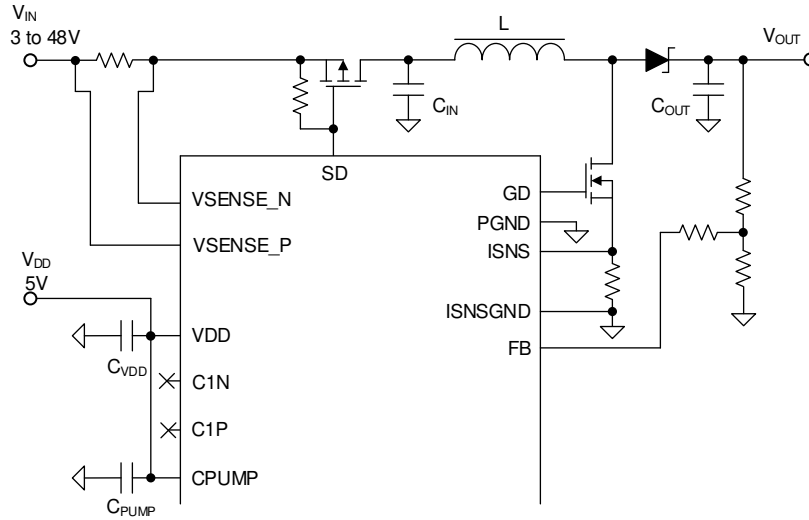 VIN
3 to 48V
L
VOUT
CIN
COUT
SD
GD
VSENSE_N
PGND
VSENSE_P
ISNS
VDD
5V
ISNSGND
VDD
FB
CVDD
C1N
C1P
CPUMP
CPUMP